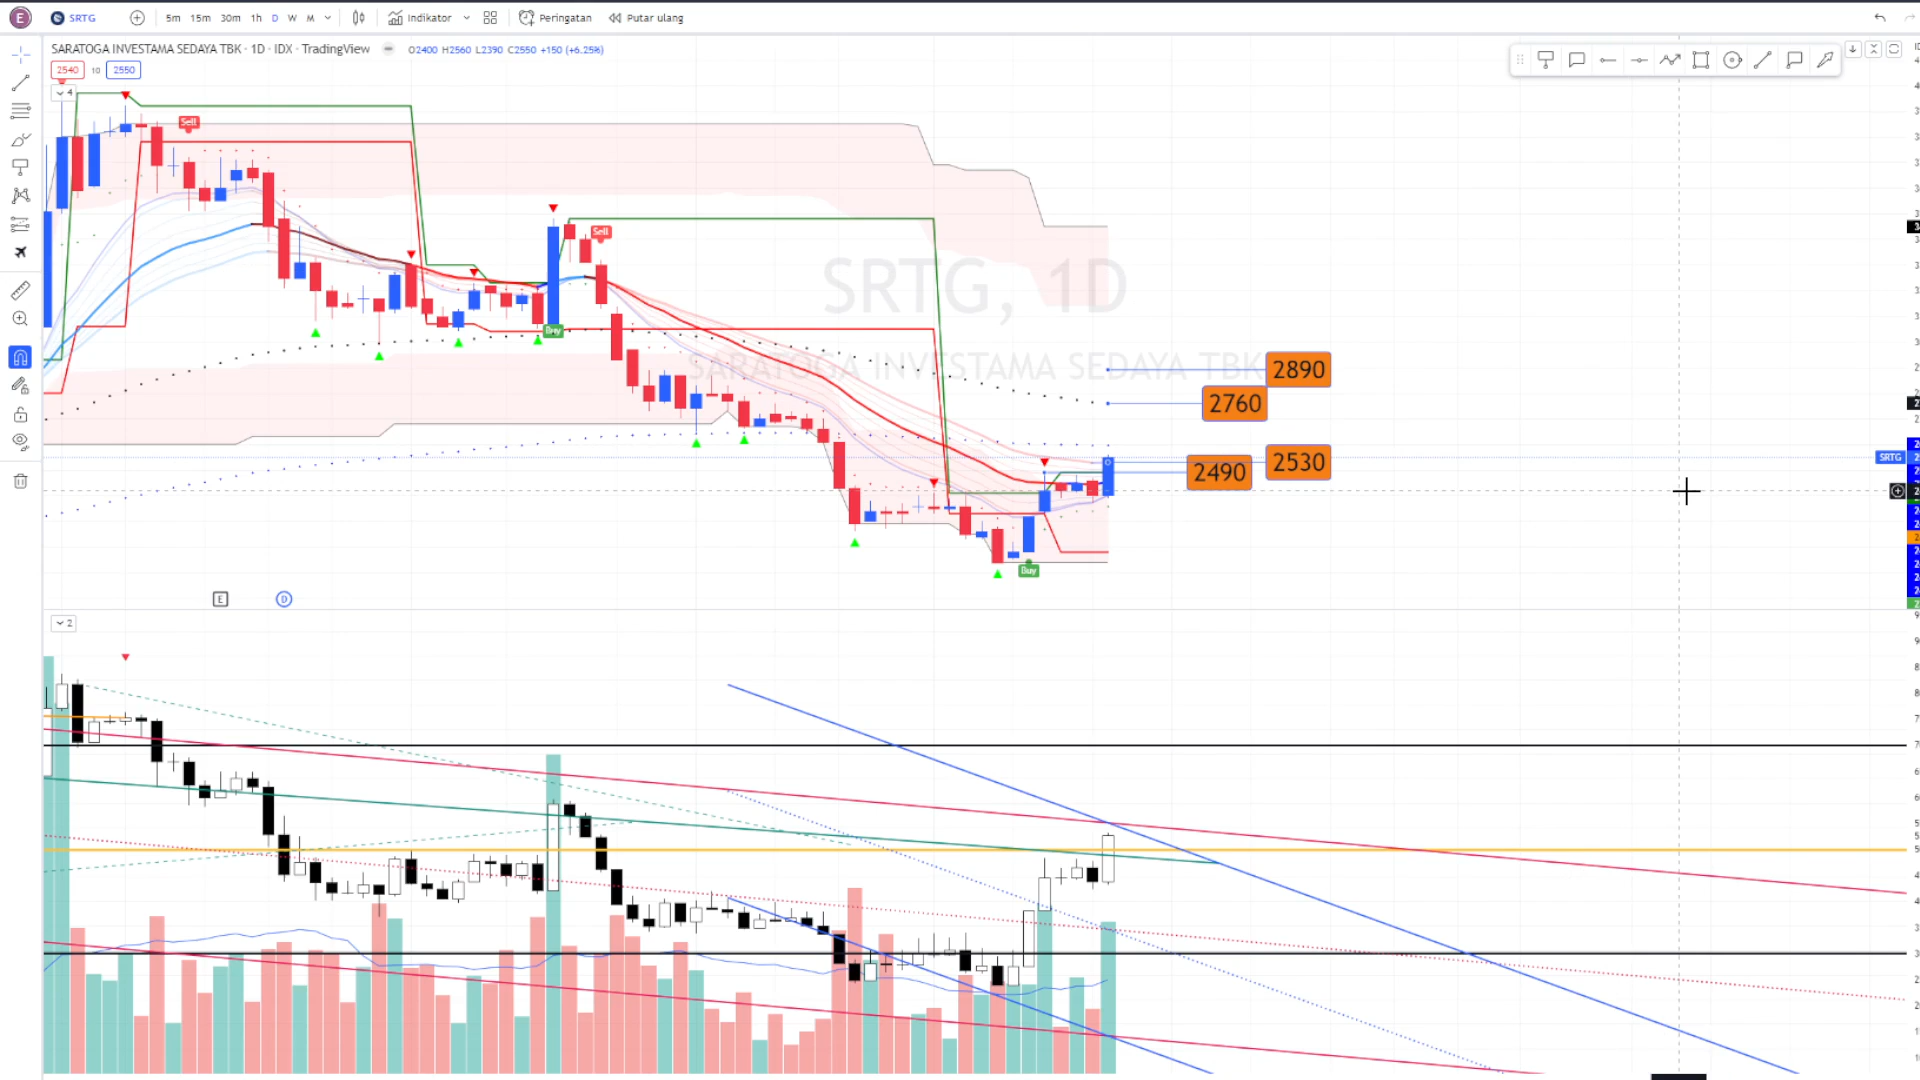 E SRTG 5m 15m 30m 1h D W M Indikator Peringatan Putar ulang
SARATOGA INVESTAMA SEDAYA TBK · 1D · IDX · TradingView O2400 H2560 L2390 C2550 +150 (+6.25%)
2540 10 2550
4
Sell
Sell
Buy
SRTG, 1D
SARATOGA INVESTAMA SEDAYA TBK
2890
2760
2530
2490
SRTG
Buy
E D
2